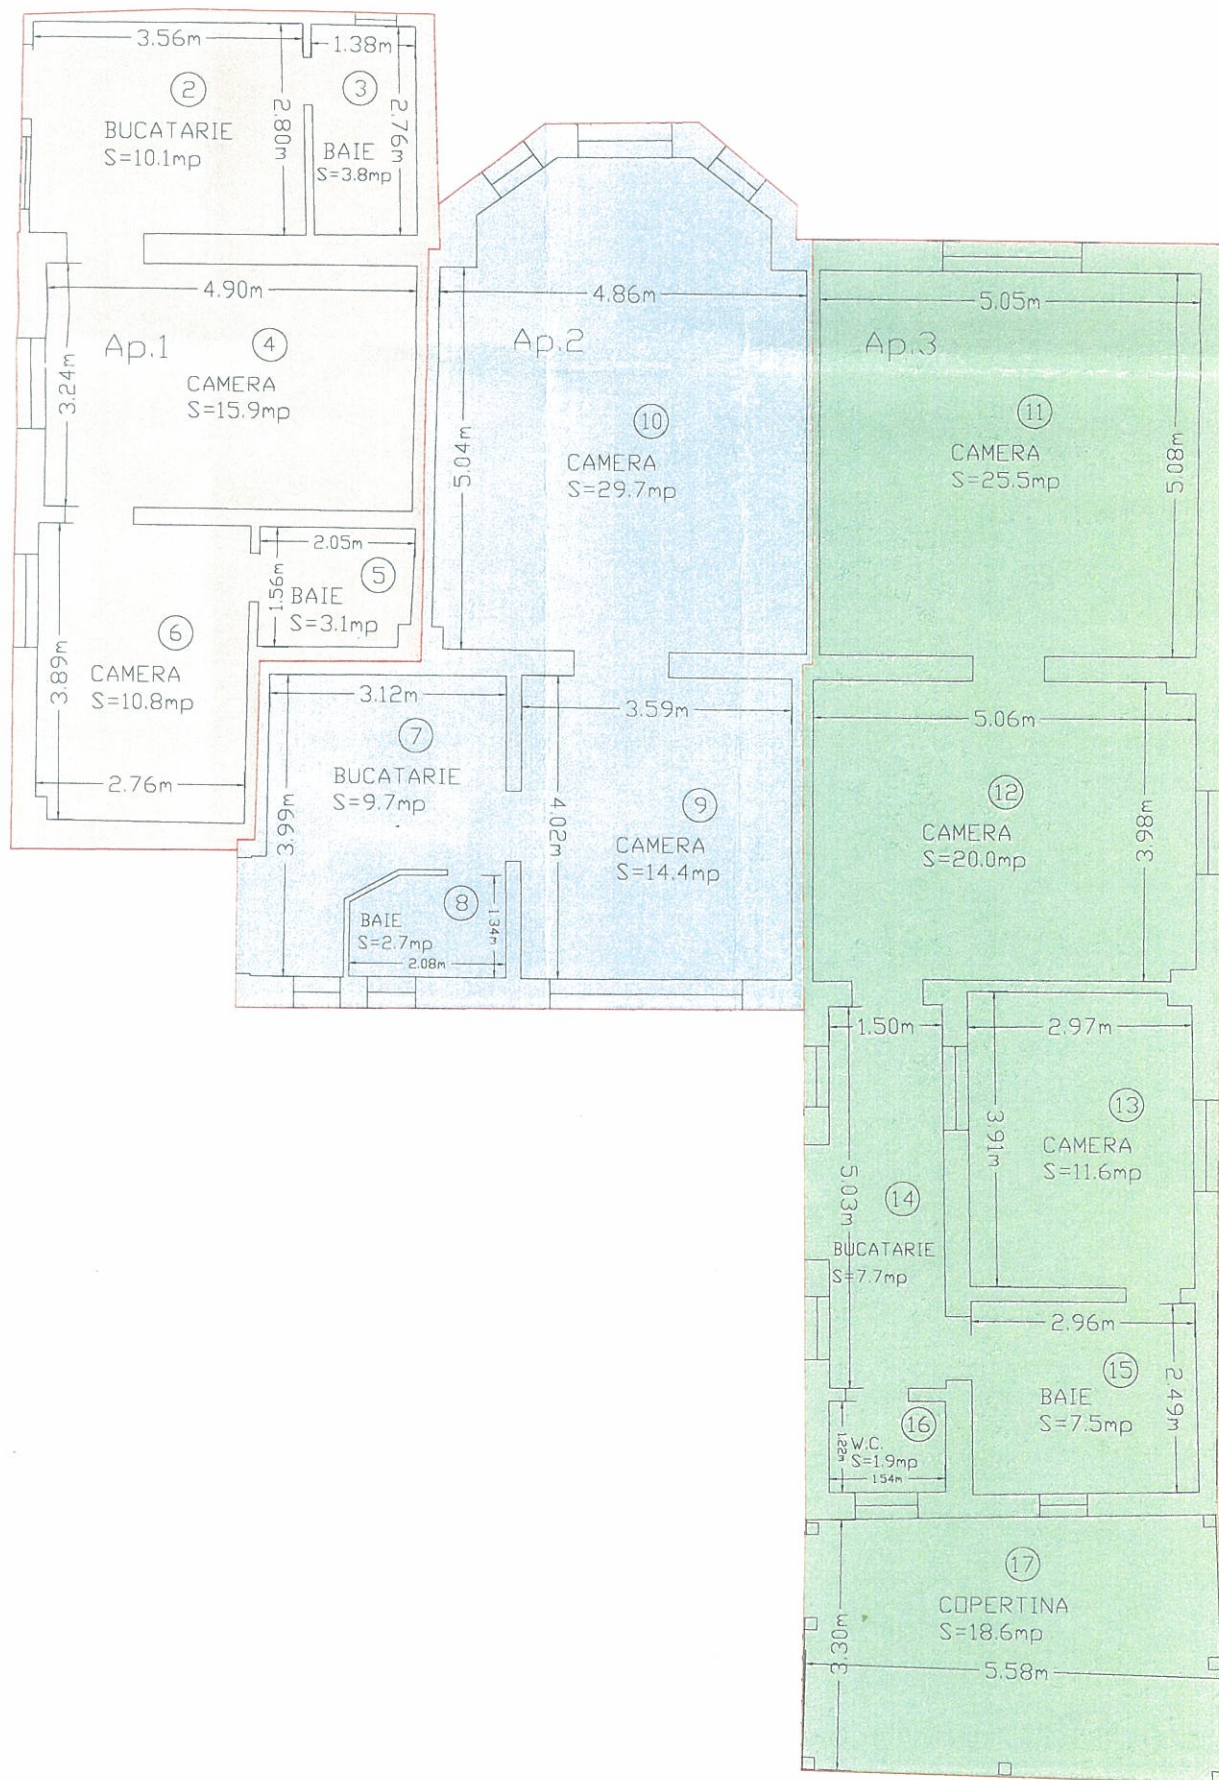 3.56m
1.38m
2
3
2.80m
2.76m
BUCATARIE
S=10.1mp
BAIE
S=3.8mp
4.90m
Ap.1
4
3.24m
CAMERA
S=15.9mp
2.05m
5
1.56m
BAIE
S=3.1mp
6
3.89m
CAMERA
S=10.8mp
2.76m
4.86m
Ap.2
10
5.04m
CAMERA
S=29.7mp
3.12m
7
BUCATARIE
S=9.7mp
3.99m
3.59m
9
4.02m
CAMERA
S=14.4mp
8
BAIE
S=2.7mp
1.34m
2.08m
5.05m
Ap.3
11
CAMERA
S=25.5mp
5.08m
5.06m
12
CAMERA
S=20.0mp
3.98m
1.50m
2.97m
13
3.91m
CAMERA
S=11.6mp
5.03m
14
BUCATARIE
S=7.7mp
2.96m
15
BAIE
S=7.5mp
2.49m
16
W.C.
S=1.9mp
1.22m
1.54m
17
COPERTINA
S=18.6mp
3.30m
5.58m